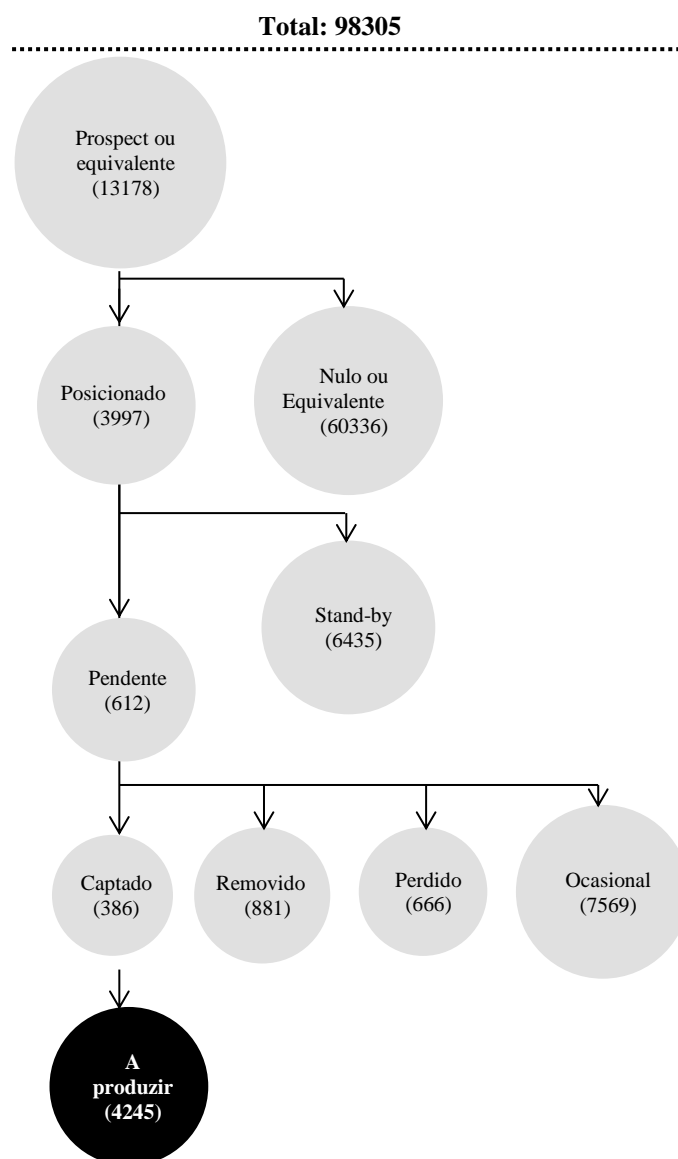 Total: 98305
Prospect ou
equivalente
(13178)
Posicionado
(3997)
Nulo ou
Equivalente
(60336)
Stand-by
(6435)
Pendente
(612)
Captado
(386)
Removido
(881)
Perdido
(666)
Ocasional
(7569)
A
produzir
(4245)